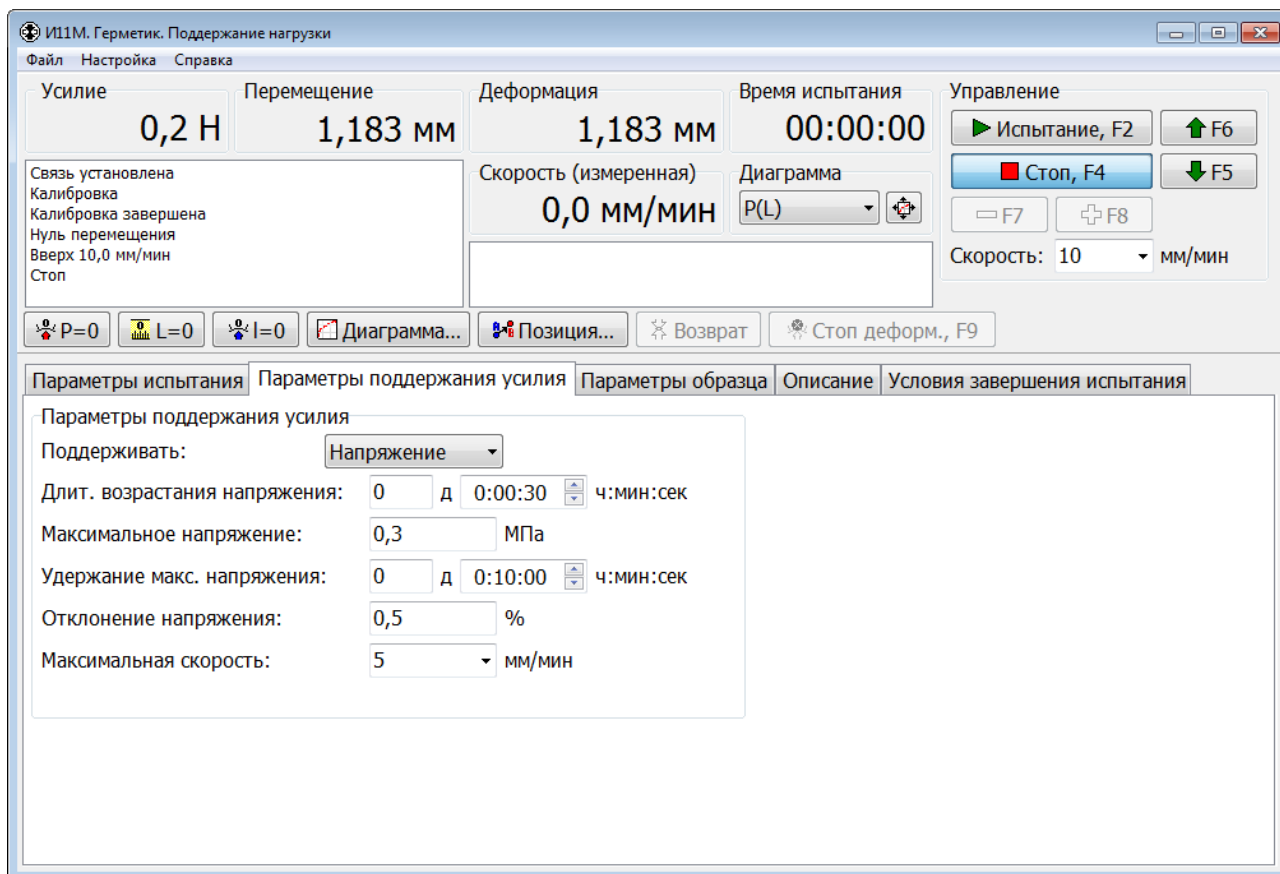 И11М. Герметик. Поддержание нагрузки
Файл Настройка Справка
Усилие
0,2 Н
Перемещение
1,183 мм
Деформация
1,183 мм
Время испытания
00:00:00
Управление
Испытание, F2
F6
Стоп, F4
F5
F7
F8
Скорость: 10 мм/мин
Связь установлена
Калибровка
Калибровка завершена
Нуль перемещения
Вверх 10,0 мм/мин
Стоп
Скорость (измеренная)
0,0 мм/мин
Диаграмма
P(L)
P=0
L=0
l=0
Диаграмма...
Позиция...
Возврат
Стоп деформ., F9
Параметры испытания
Параметры поддержания усилия
Параметры образца
Описание
Условия завершения испытания
Параметры поддержания усилия
Поддерживать: Напряжение
Длит. возрастания напряжения: 0 д 0:00:30 ч:мин:сек
Максимальное напряжение: 0,3 МПа
Удержание макс. напряжения: 0 д 0:10:00 ч:мин:сек
Отклонение напряжения: 0,5 %
Максимальная скорость: 5 мм/мин